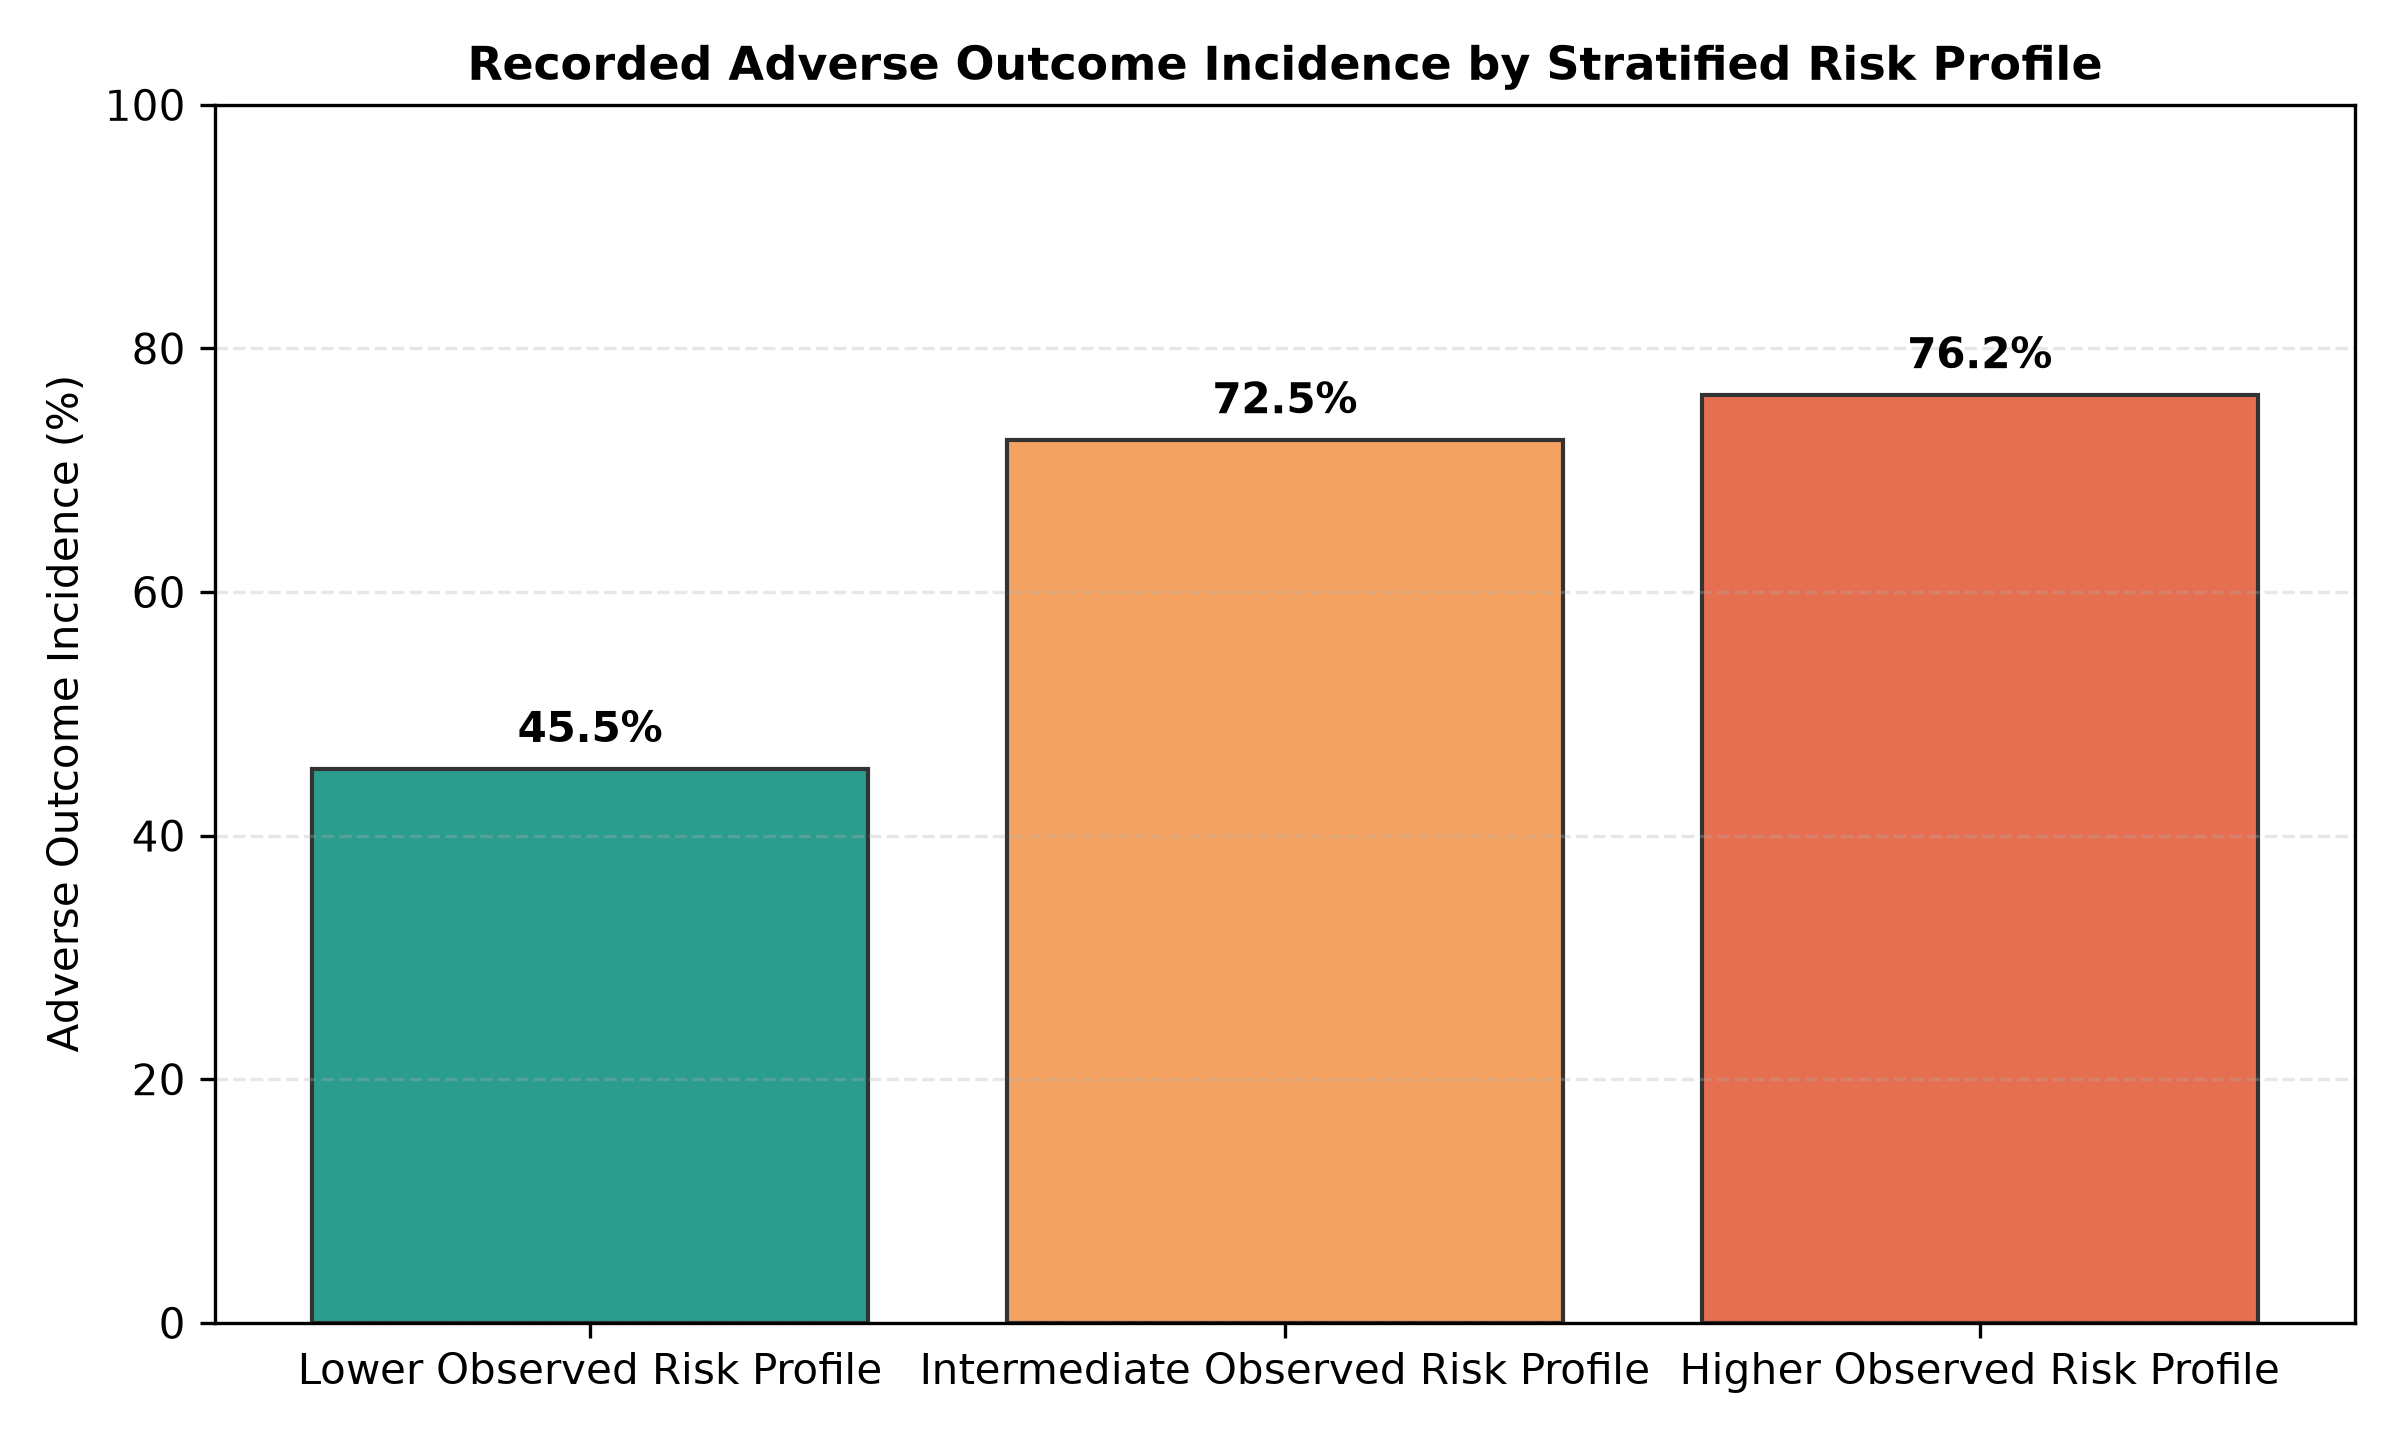 Recorded Adverse Outcome Incidence by Stratified Risk Profile
Adverse Outcome Incidence (%)
100
80
60
40
20
0
45.5%
72.5%
76.2%
Lower Observed Risk Profile
Intermediate Observed Risk Profile
Higher Observed Risk Profile